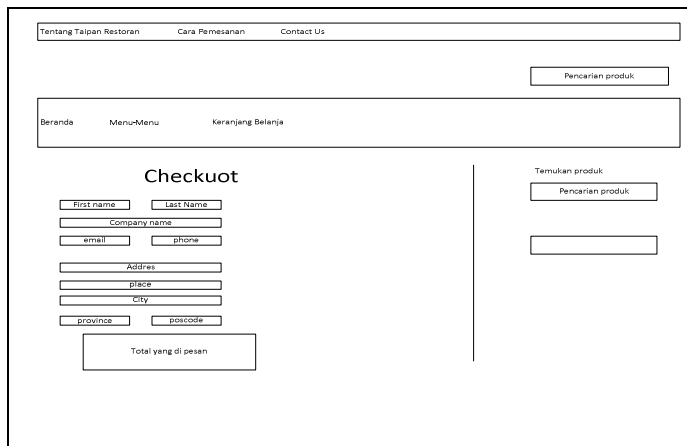 Tentang Taipan Restoran Cara Pemesanan Contact Us
Pencarian produk
Beranda Menu-Menu Keranjang Belanja
Checkuot
First name Last Name
Company name
email phone
Addres
place
City
province poscode
Total yang di pesan
Temukan produk
Pencarian produk